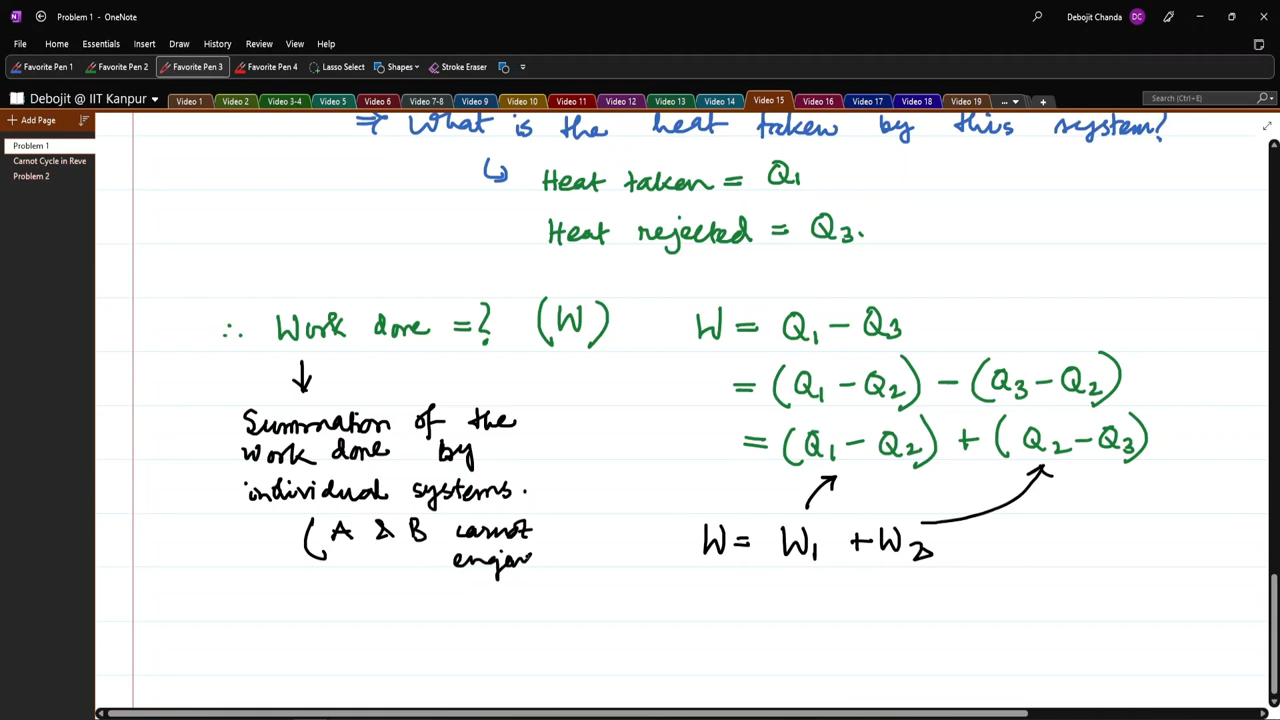 Problem 1 - OneNote
Debojit Chanda DC
File Home Essentials Insert Draw History Review View Help
Favorite Pen 1 Favorite Pen 2 Favorite Pen 3 Favorite Pen 4 Lasso Select Shapes Stroke Eraser
Debojit @ IIT Kanpur Video 1 Video 2 Video 3-4 Video 5 Video 6 Video 7-8 Video 9 Video 10 Video 11 Video 12 Video 13 Video 14 Video 15 Video 16 Video 17 Video 18 Video 19 ... Search (Ctrl+E)
Add Page
Problem 1
Carnot Cycle in Reve
Problem 2
⇒ What is the heat taken by this system?
↳ Heat taken = Q1
Heat rejected = Q3.
∴ Work done = ? (W)
W = Q1 - Q3
= (Q1 - Q2) - (Q3 - Q2)
= (Q1 - Q2) + (Q2 - Q3)
W = W1 + W2
↓
Summation of the
work done by
individual systems.
(A & B carnot
engin